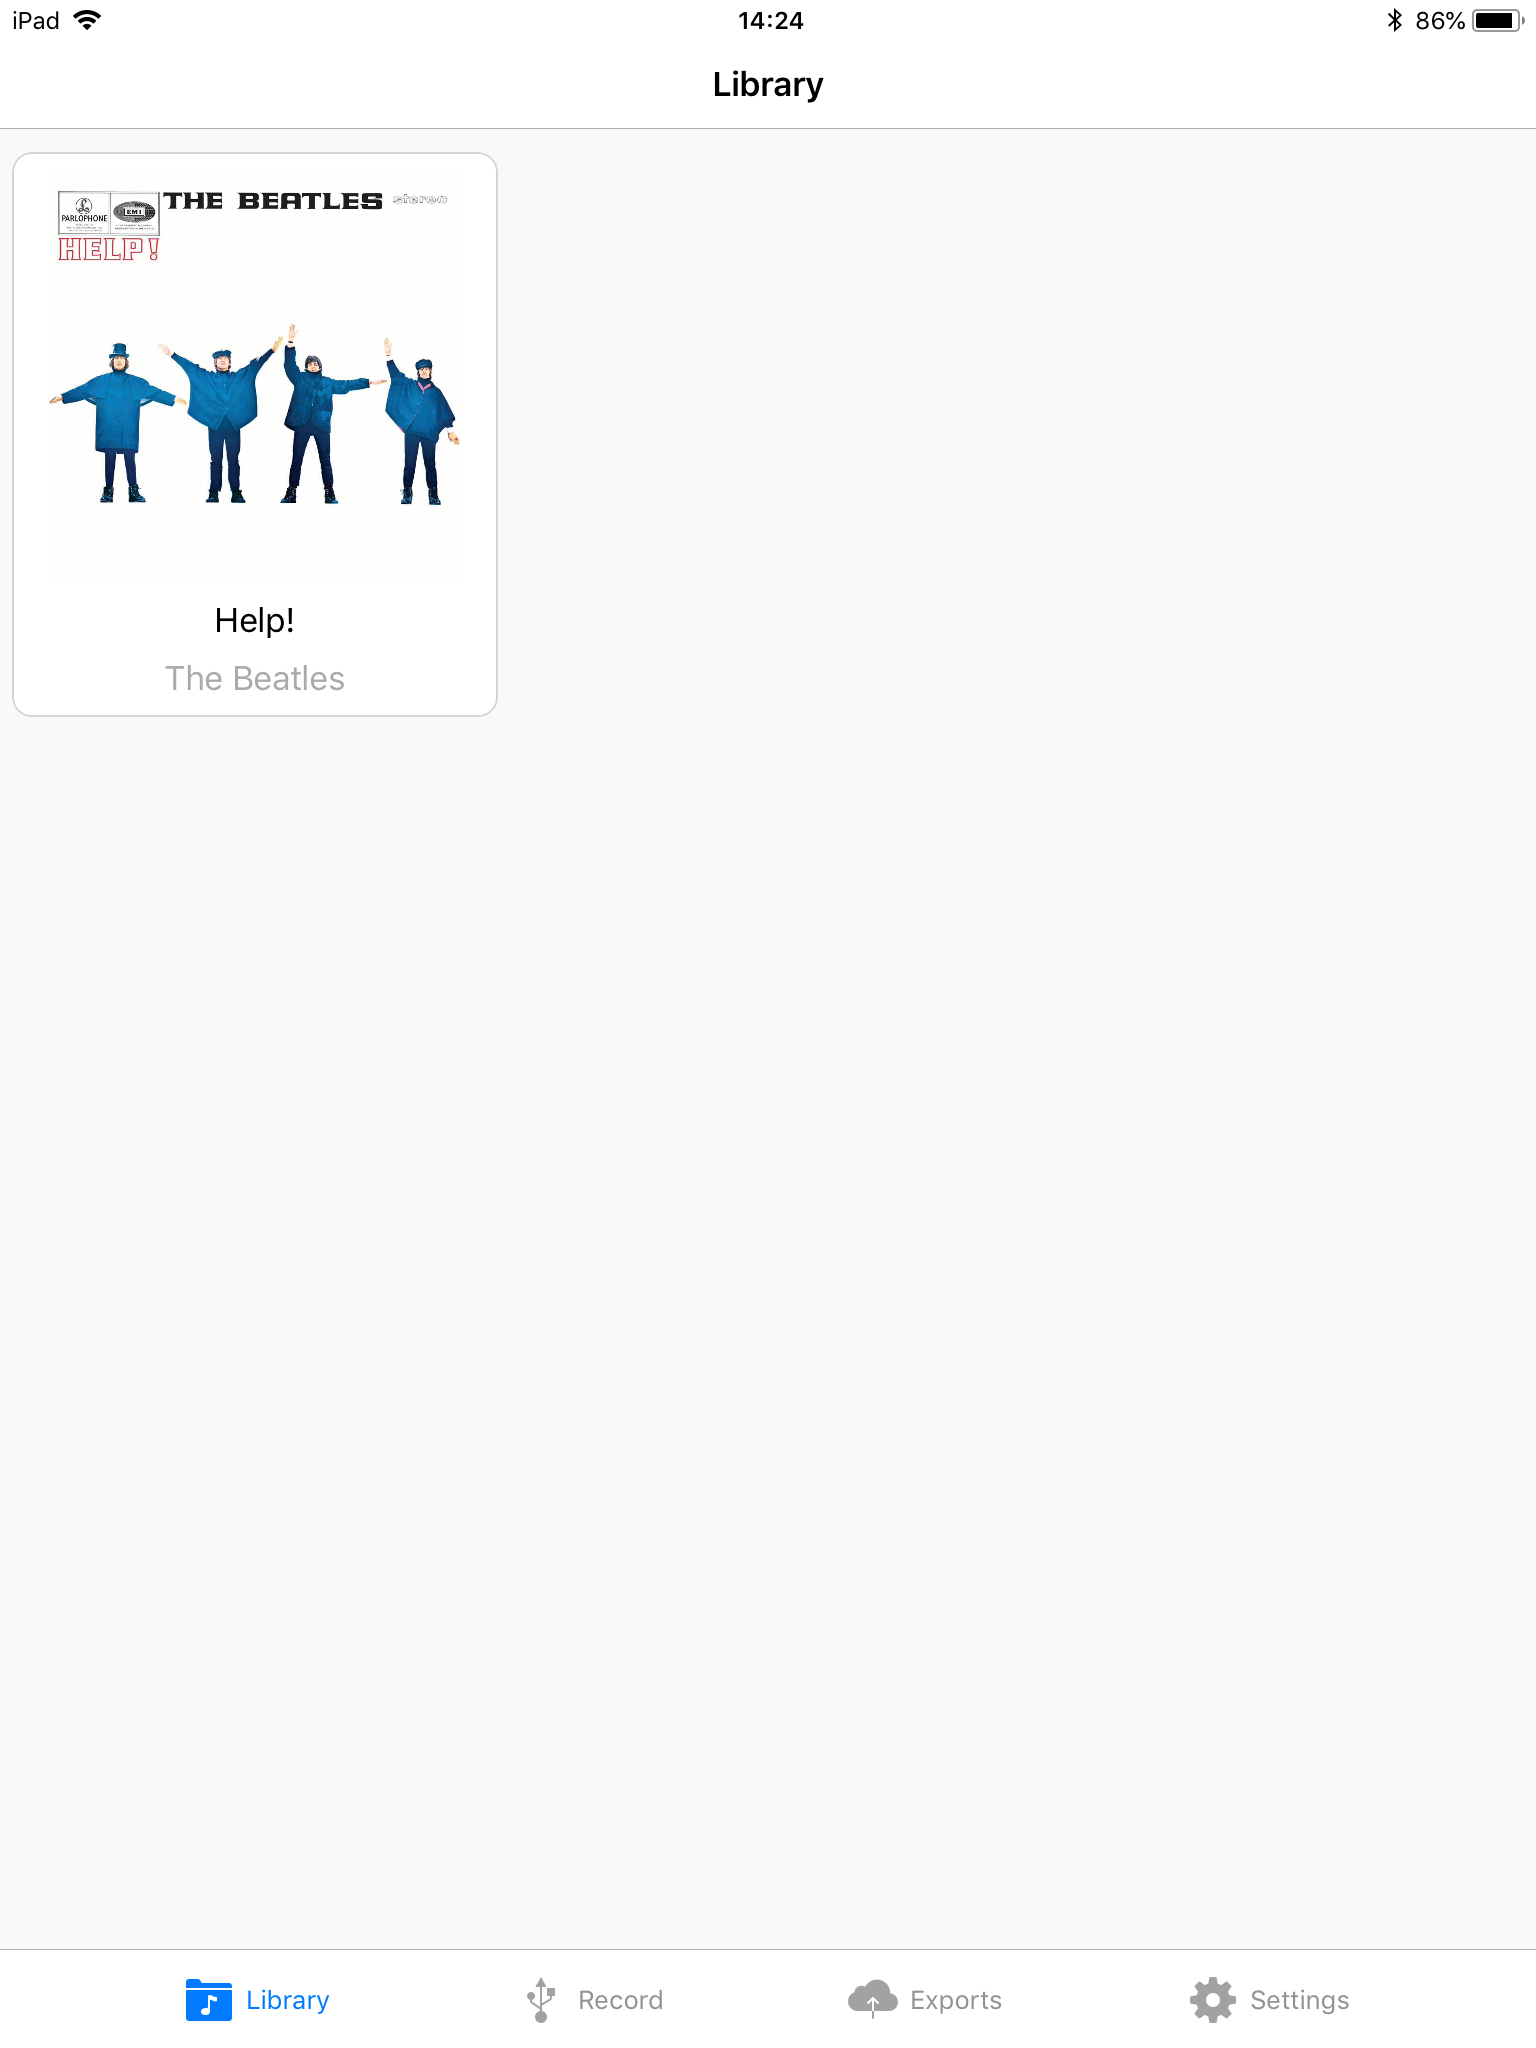 iPad 14:24 86%
Library
THE BEATLES stereo
PARLOPHONE EMI
HELP!
Help!
The Beatles
Library Record Exports Settings